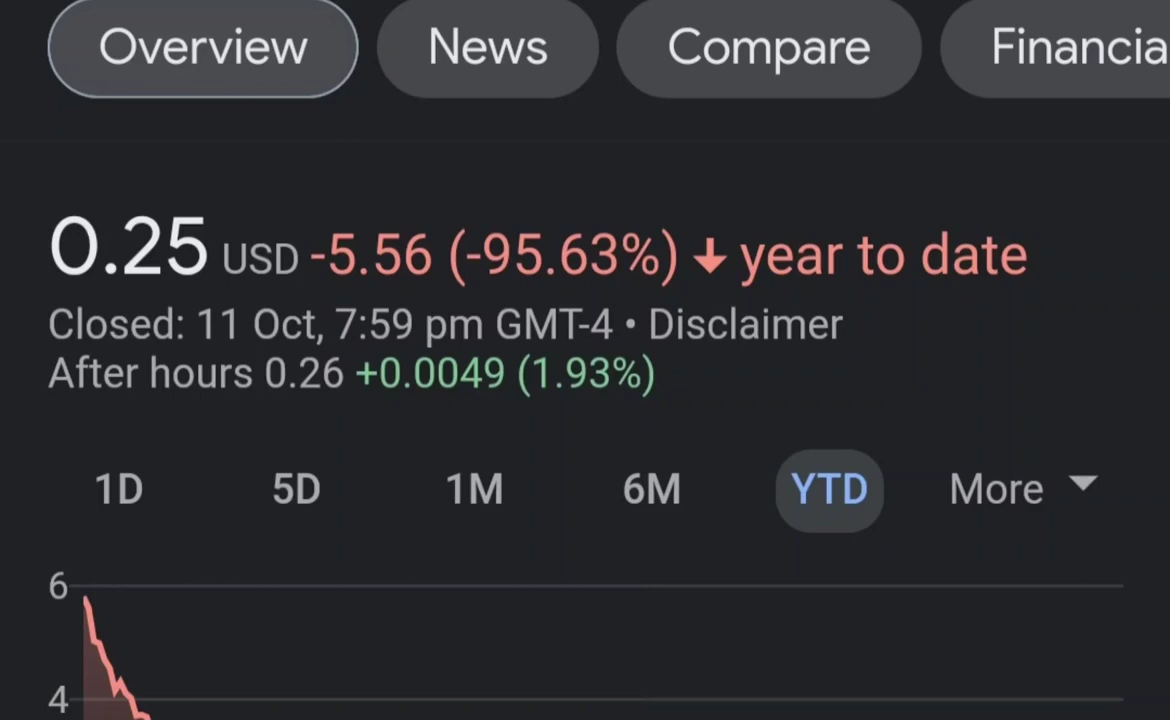 Overview News Compare Financia
0.25 USD -5.56 (-95.63%) ↓ year to date
Closed: 11 Oct, 7:59 pm GMT-4 • Disclaimer
After hours 0.26 +0.0049 (1.93%)
1D 5D 1M 6M YTD More
6
4